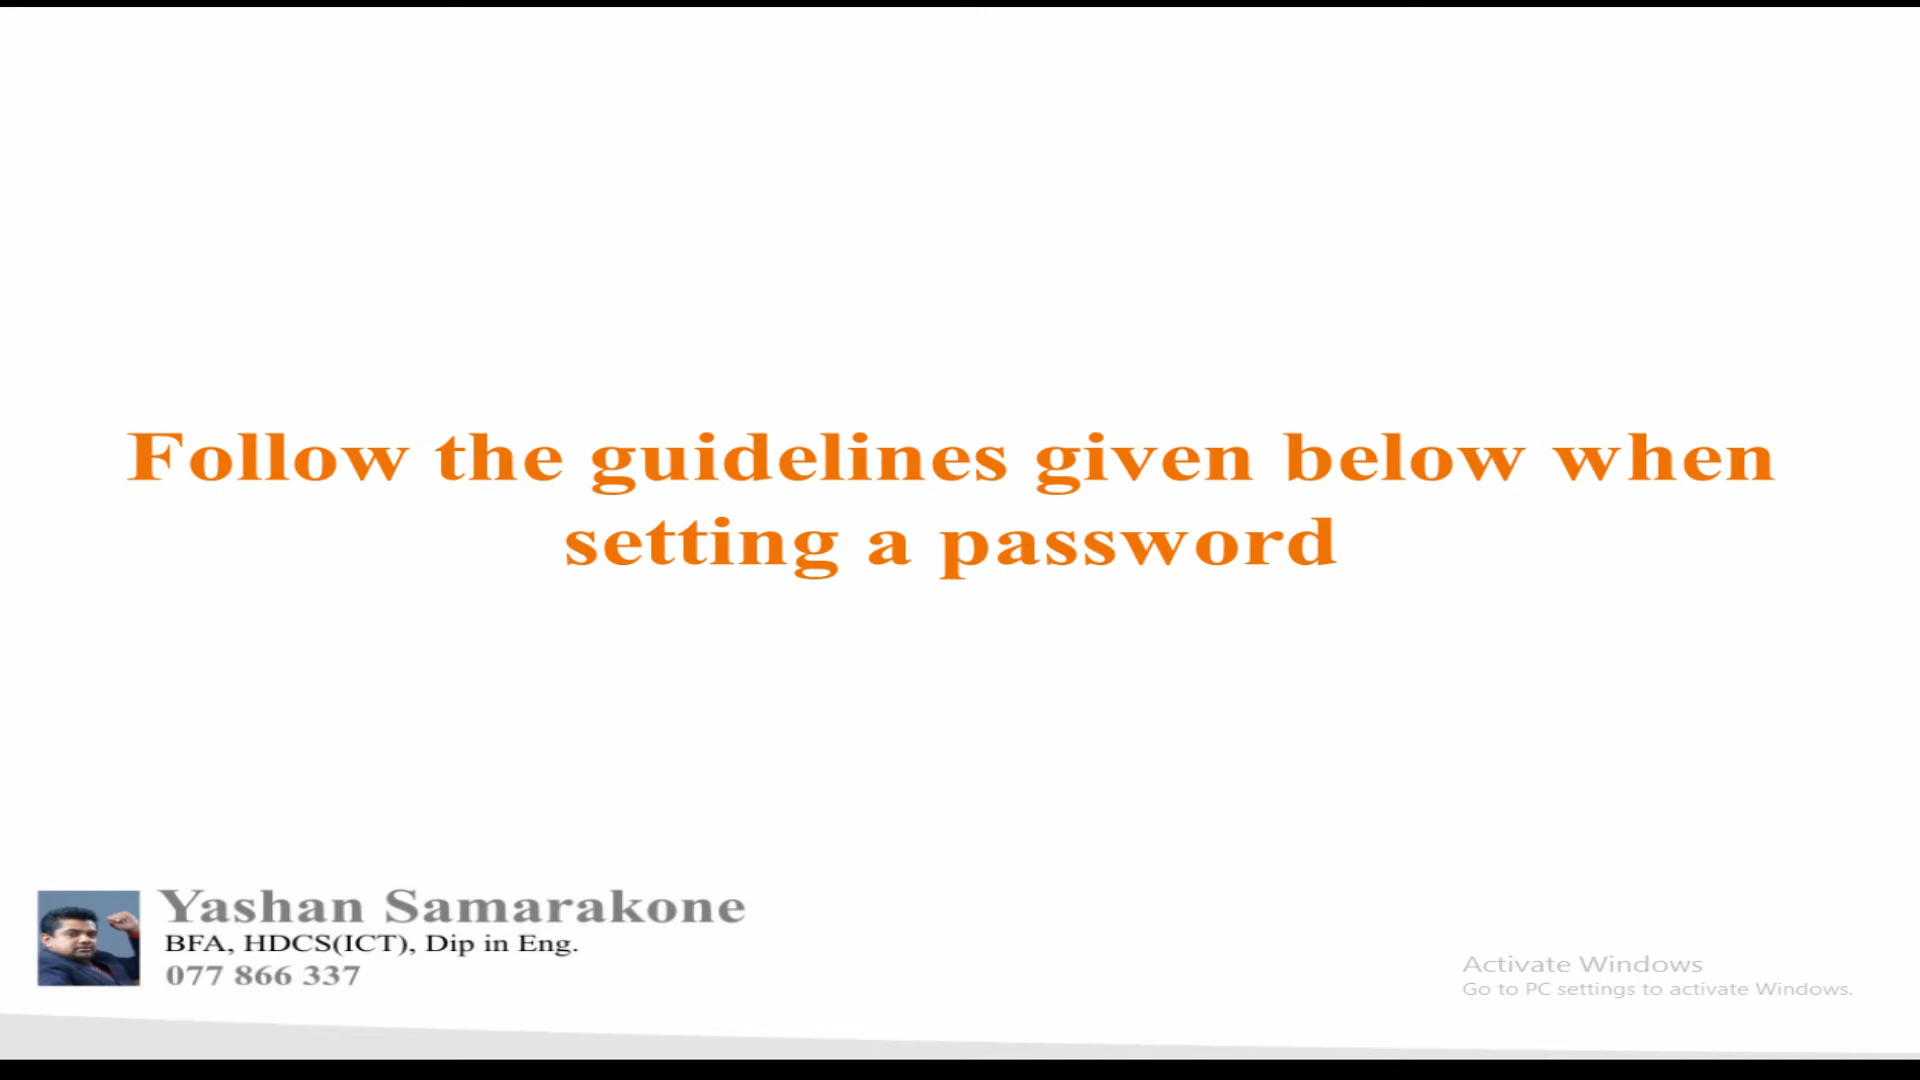 Follow the guidelines given below when
setting a password
Yashan Samarakone
BFA, HDCS(ICT), Dip in Eng.
077 866 337
Activate Windows
Go to PC settings to activate Windows.